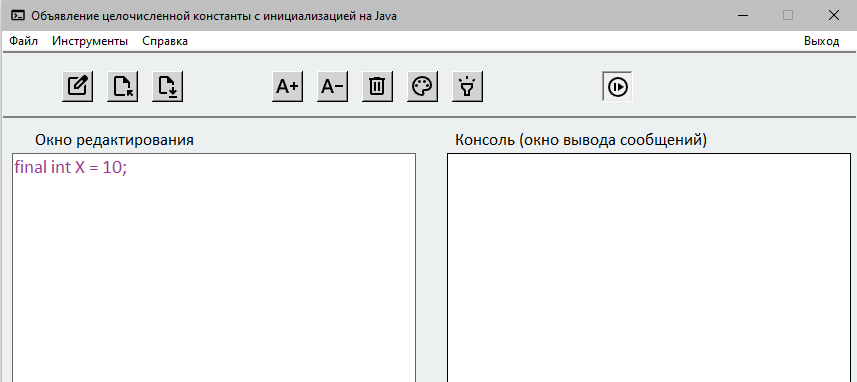 Объявление целочисленной константы с инициализацией на Java
Файл Инструменты Справка Выход
A+ A−
Окно редактирования Консоль (окно вывода сообщений)
final int X = 10;